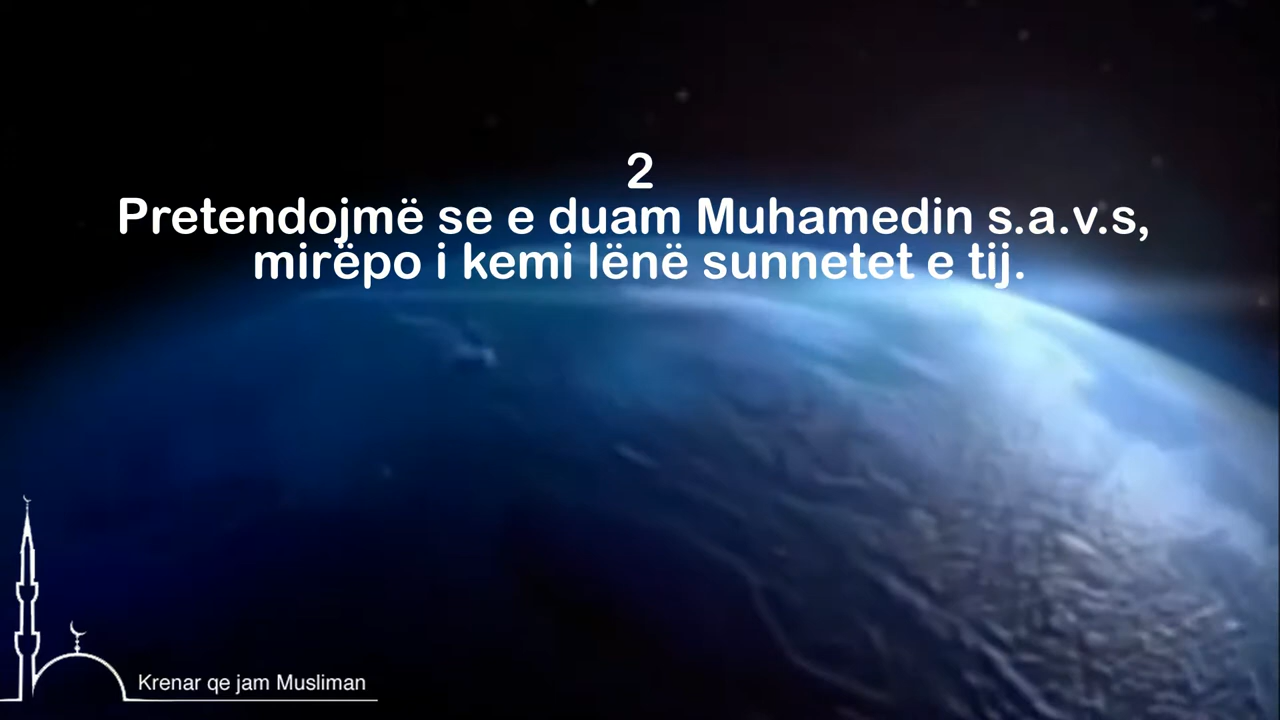 2
Pretendojmë se e duam Muhamedin s.a.v.s,
mirëpo i kemi lënë sunnetet e tij.
Krenar qe jam Musliman